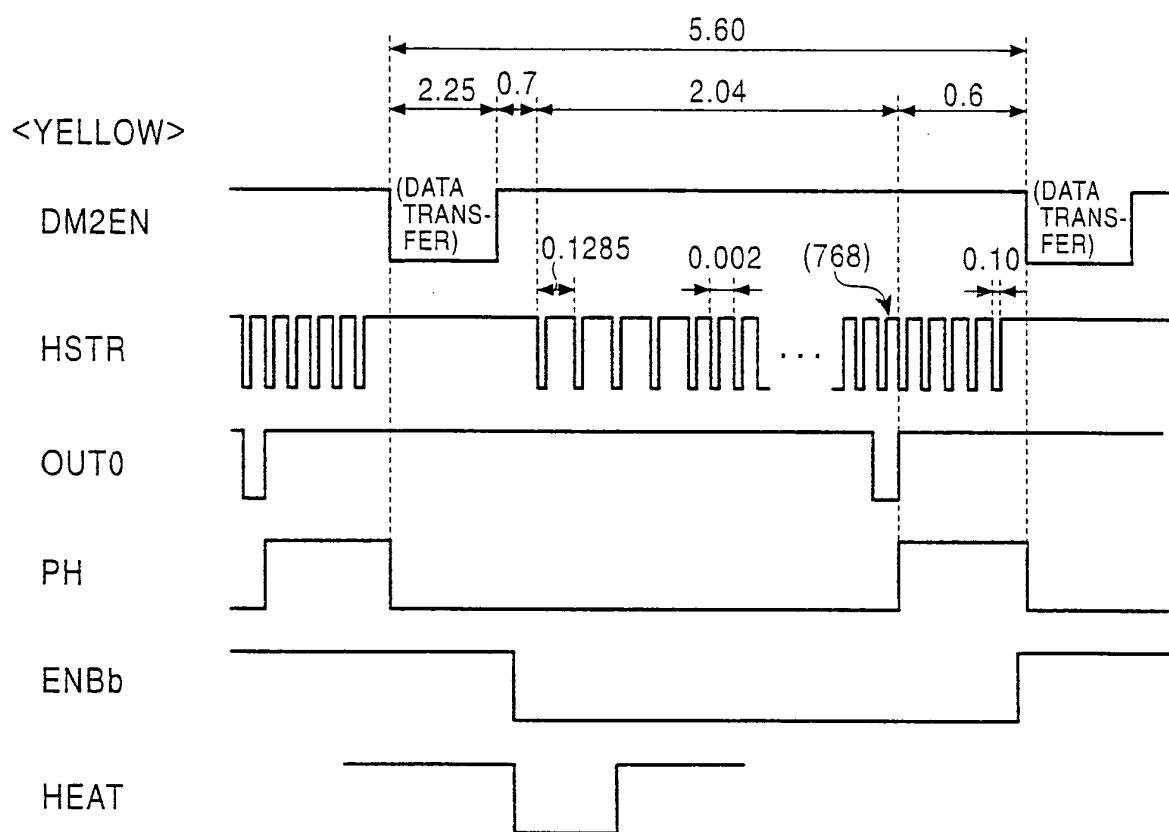 5.60
2.25 0.7 2.04 0.6
<YELLOW>
DM2EN
(DATA
TRANS-
FER)
(DATA
TRANS-
FER)
0.1285 0.002 (768) 0.10
HSTR
...
OUT0
PH
ENBb
HEAT